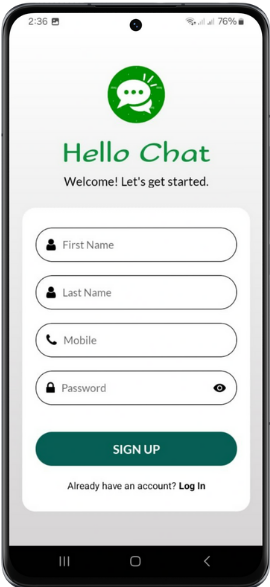 2:36
76%
Hello Chat
Welcome! Let's get started.
First Name
Last Name
Mobile
Password
SIGN UP
Already have an account? Log In